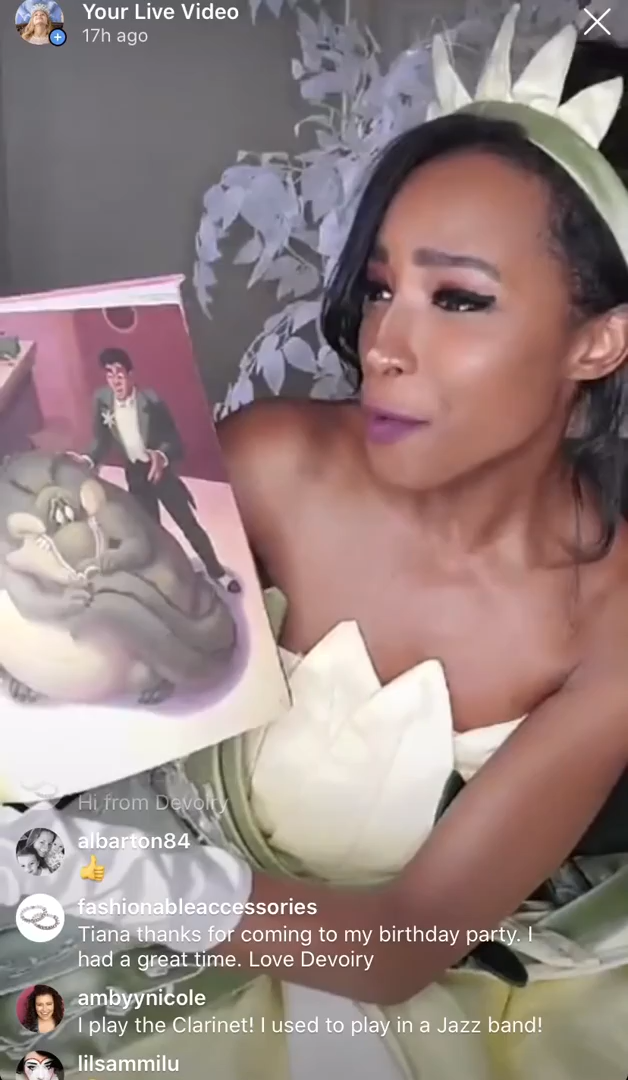 Your Live Video
17h ago
Hi from Devoiry
albarton84
👍
fashionableaccessories
Tiana thanks for coming to my birthday party. I
had a great time. Love Devoiry
ambyynicole
I play the Clarinet! I used to play in a Jazz band!
lilsammilu